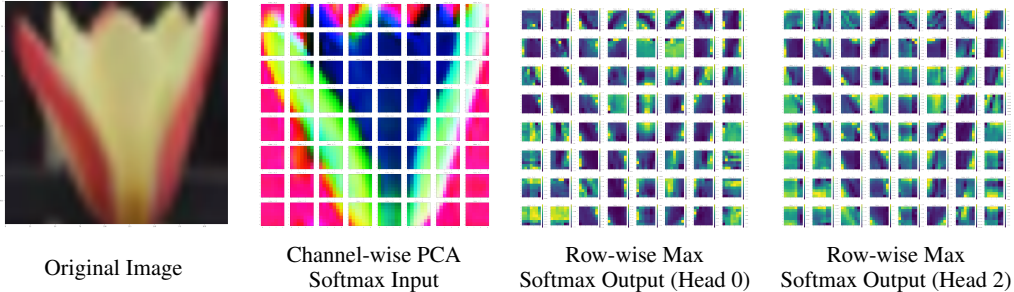 Original Image
Channel-wise PCA
Softmax Input
Row-wise Max
Softmax Output (Head 0)
Row-wise Max
Softmax Output (Head 2)